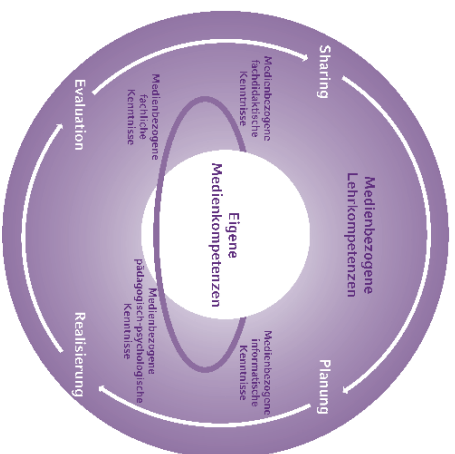 Medienbezogene
Lehrkompetenzen
Sharing
Planung
Medienbezogene
fachdidaktische
Kenntnisse
Medienbezogene
informatische
Kenntnisse
Eigene
Medienkompetenzen
Medienbezogene
fachliche
Kenntnisse
Medienbezogene
pädagogisch-psychologische
Kenntnisse
Evaluation
Realisierung